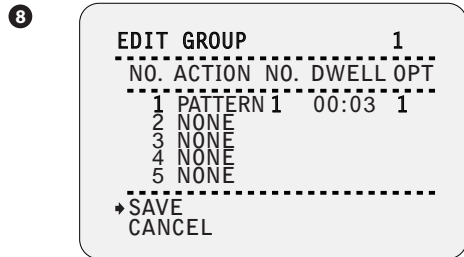 8
EDIT GROUP 1
NO. ACTION NO. DWELL OPT
1 PATTERN 1 00:03 1
2 NONE
3 NONE
4 NONE
5 NONE
SAVE
CANCEL